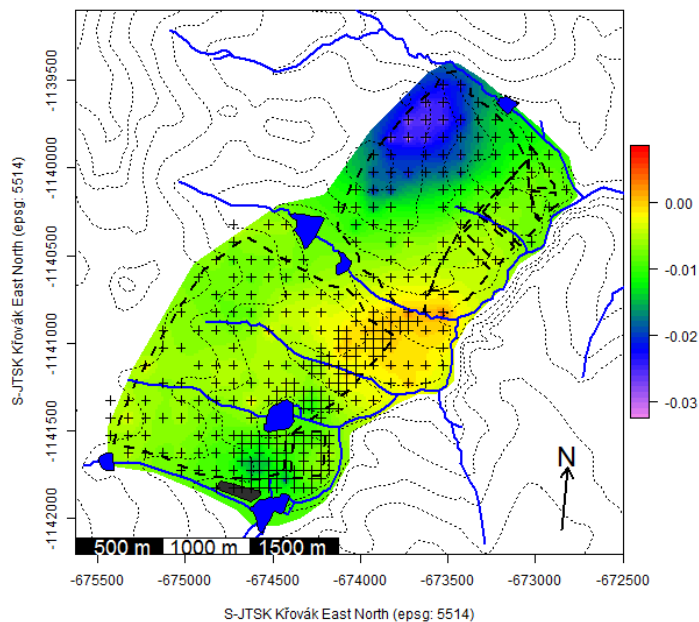 -1139500
-1140000
-1140500
-1141000
-1141500
-1142000
S-JTSK Křovák East North (epsg: 5514)
0.00
-0.01
-0.02
-0.03
N
500 m 1000 m 1500 m
-675500 -675000 -674500 -674000 -673500 -673000 -672500
S-JTSK Křovák East North (epsg: 5514)